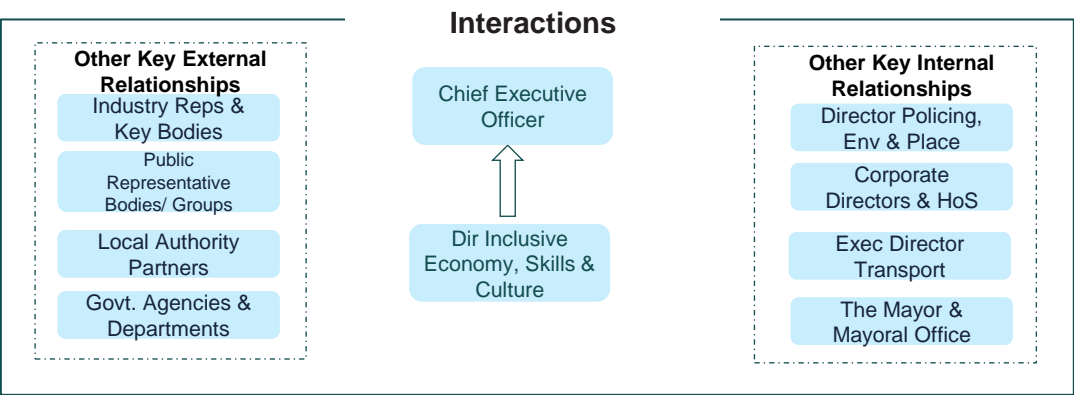 Interactions
Other Key External
Relationships
Industry Reps &
Key Bodies
Public
Representative
Bodies/ Groups
Local Authority
Partners
Govt. Agencies &
Departments
Chief Executive
Officer
Dir Inclusive
Economy, Skills &
Culture
Other Key Internal
Relationships
Director Policing,
Env & Place
Corporate
Directors & HoS
Exec Director
Transport
The Mayor &
Mayoral Office